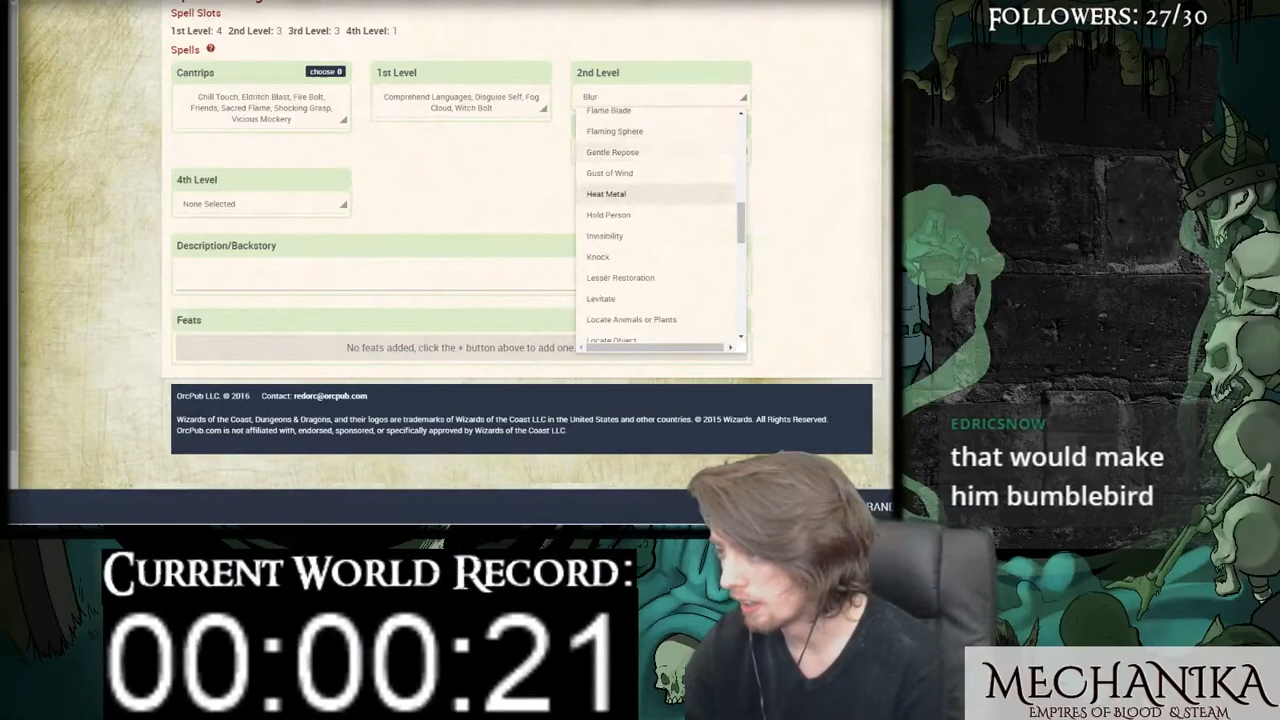 FOLLOWERS: 27/30
Spell Slots
1st Level: 4 2nd Level: 3 3rd Level: 3 4th Level: 1
Spells ?
Cantrips choose 0
Chill Touch, Eldritch Blast, Fire Bolt,
Friends, Sacred Flame, Shocking Grasp,
Vicious Mockery
1st Level
Comprehend Languages, Disguise Self, Fog
Cloud, Witch Bolt
2nd Level
Blur
Flame Blade
Flaming Sphere
Gentle Repose
Gust of Wind
Heat Metal
Hold Person
Invisibility
Knock
Lesser Restoration
Levitate
Locate Animals or Plants
Locate Object
4th Level
None Selected
Description/Backstory
Feats
No feats added, click the + button above to add one.
OrcPub LLC. © 2016 Contact: redorc@orcpub.com
Wizards of the Coast, Dungeons & Dragons, and their logos are trademarks of Wizards of the Coast LLC in the United States and other countries. © 2015 Wizards. All Rights Reserved.
OrcPub.com is not affiliated with, endorsed, sponsored, or specifically approved by Wizards of the Coast LLC.
EDRICSNOW
that would make
him bumblebird
CURRENT WORLD RECORD:
00:00:21
MECHANIKA
EMPIRES OF BLOOD & STEAM